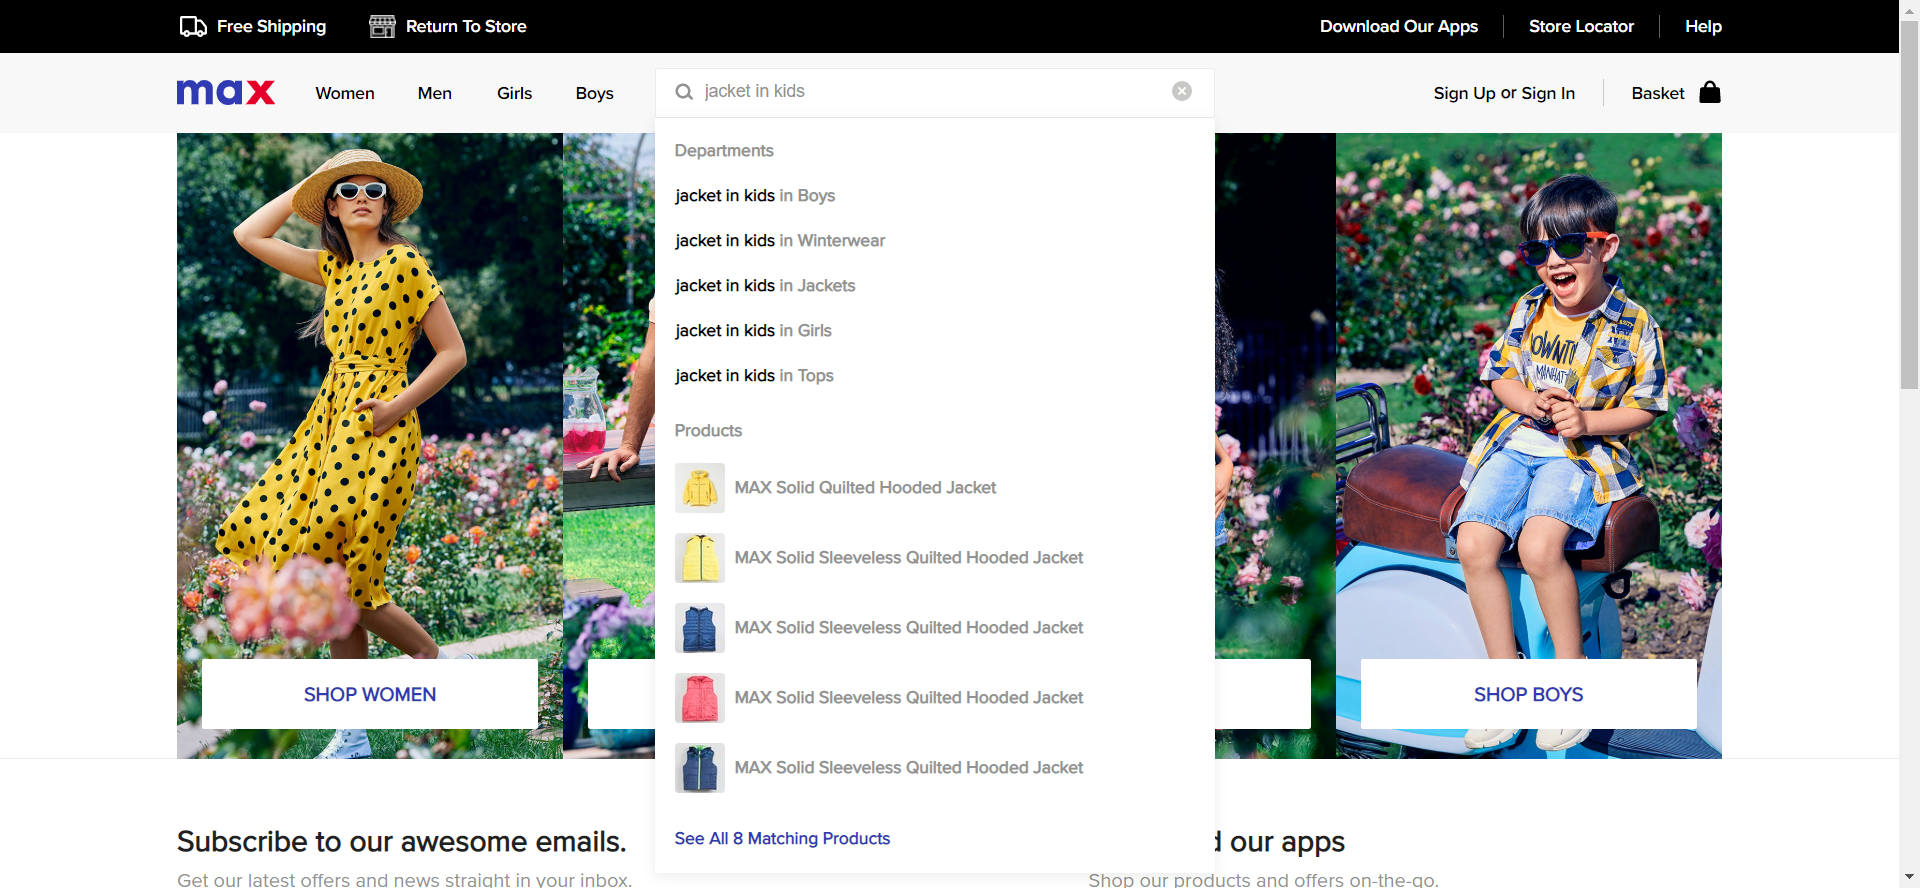 Free Shipping
Return To Store
Download Our Apps
Store Locator
Help
max
Women
Men
Girls
Boys
jacket in kids
Sign Up or Sign In
Basket
Departments
jacket in kids in Boys
jacket in kids in Winterwear
jacket in kids in Jackets
jacket in kids in Girls
jacket in kids in Tops
Products
MAX Solid Quilted Hooded Jacket
MAX Solid Sleeveless Quilted Hooded Jacket
MAX Solid Sleeveless Quilted Hooded Jacket
MAX Solid Sleeveless Quilted Hooded Jacket
MAX Solid Sleeveless Quilted Hooded Jacket
See All 8 Matching Products
SHOP WOMEN
SHOP BOYS
Subscribe to our awesome emails.
Get our latest offers and news straight in your inbox.
our apps
Shop our products and offers on-the-go.